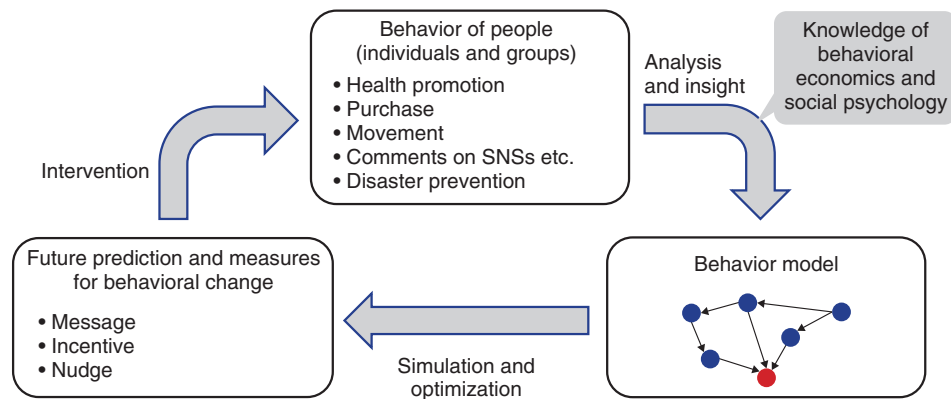 Behavior of people
(individuals and groups)
• Health promotion
• Purchase
• Movement
• Comments on SNSs etc.
• Disaster prevention
Analysis
and insight
Knowledge of
behavioral
economics and
social psychology
Intervention
Future prediction and measures
for behavioral change
• Message
• Incentive
• Nudge
Simulation and
optimization
Behavior model